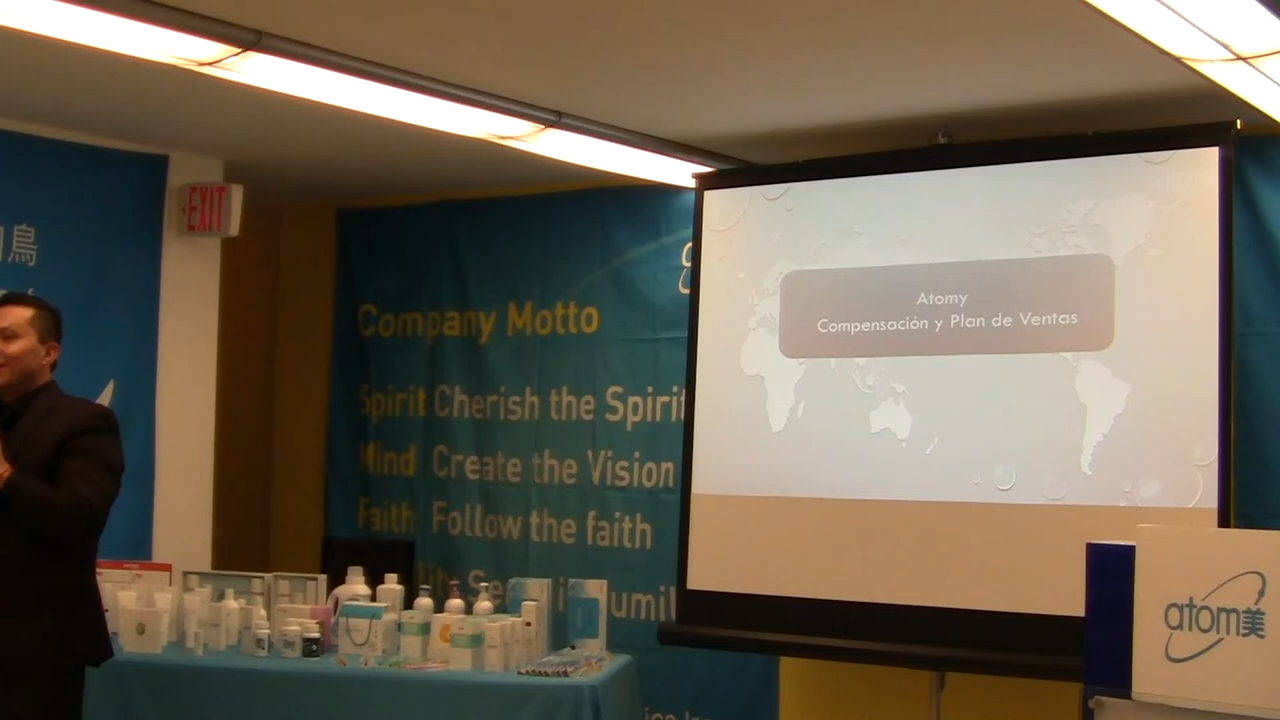 EXIT
鳥
Company Motto
Spirit Cherish the Spirit
Mind Create the Vision
Faith Follow the faith
Atomy
Compensación y Plan de Ventas
atom美